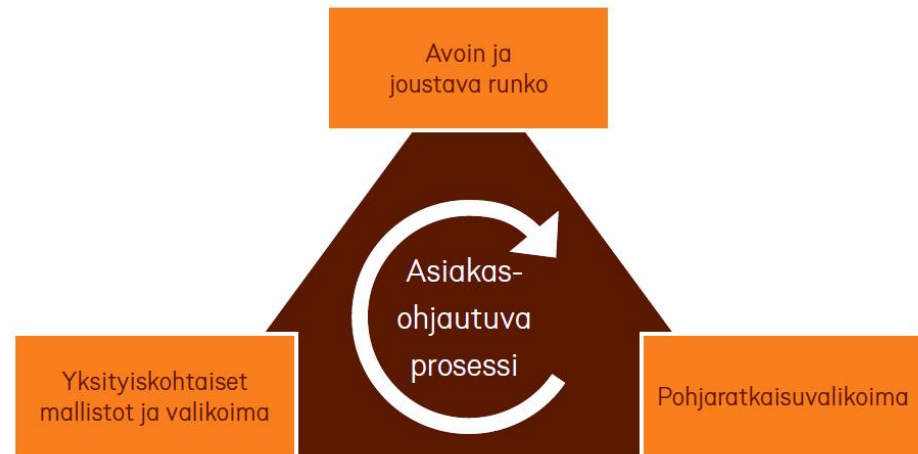 Avoin ja
joustava runko
Asiakas-
ohjautuva
prosessi
Yksityiskohtaiset
mallistot ja valikoima
Pohjaratkaisuvalikoima